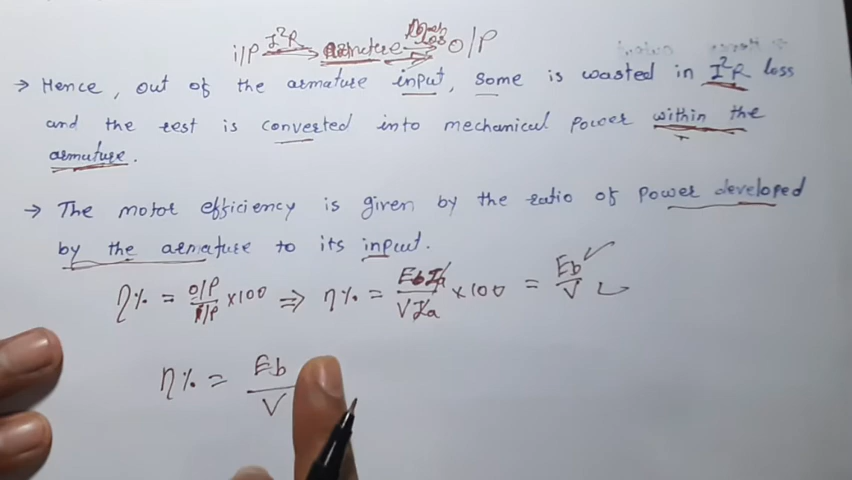 i/P I²R armature loss o/P
→ Hence, out of the armature input, some is wasted in I²R loss
and the rest is converted into mechanical power within the
armature.
→ The motor efficiency is given by the ratio of power developed
by the armature to its input.
η% = o/P / I/P ×100 ⇒ η% = EbIa / VIa ×100 = Eb / V
η% = Eb / V